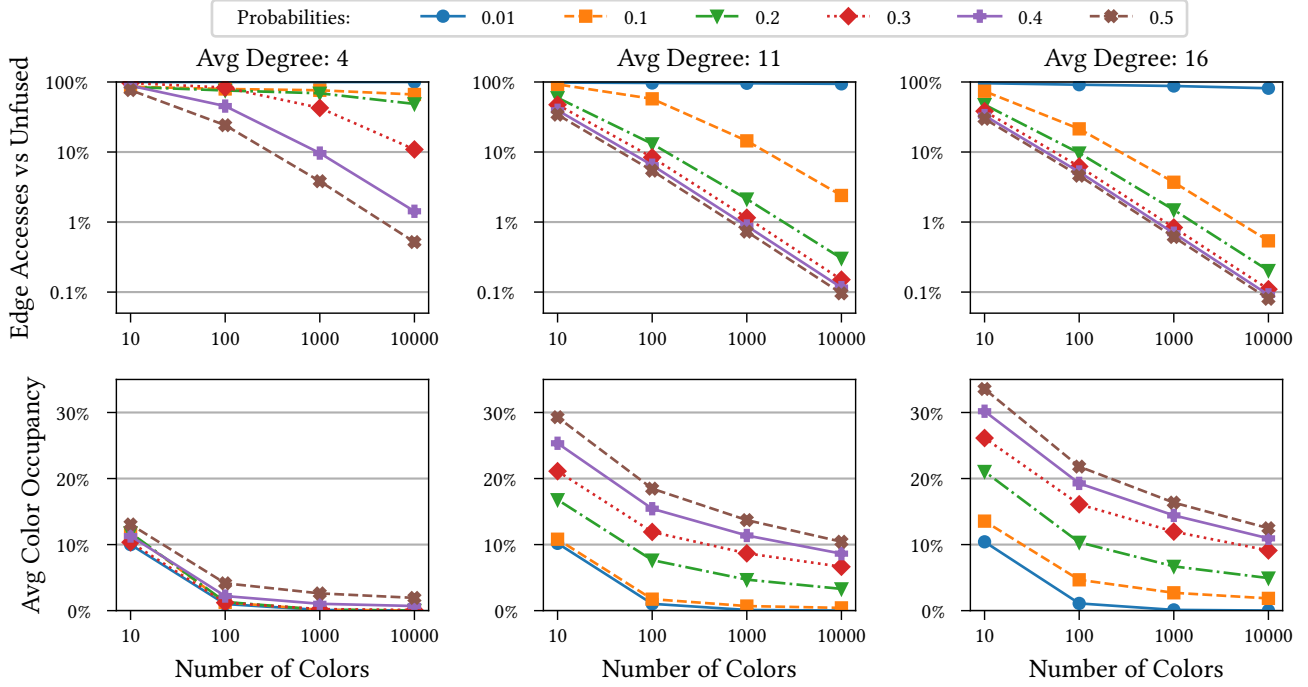 Probabilities: 0.01 0.1 0.2 0.3 0.4 0.5
Avg Degree: 4
Edge Accesses vs Unfused
100%
10%
1%
0.1%
10 100 1000 10000
Avg Degree: 11
100%
10%
1%
0.1%
10 100 1000 10000
Avg Degree: 16
100%
10%
1%
0.1%
10 100 1000 10000
Avg Color Occupancy
30%
20%
10%
0%
10 100 1000 10000
Number of Colors
30%
20%
10%
0%
10 100 1000 10000
Number of Colors
30%
20%
10%
0%
10 100 1000 10000
Number of Colors